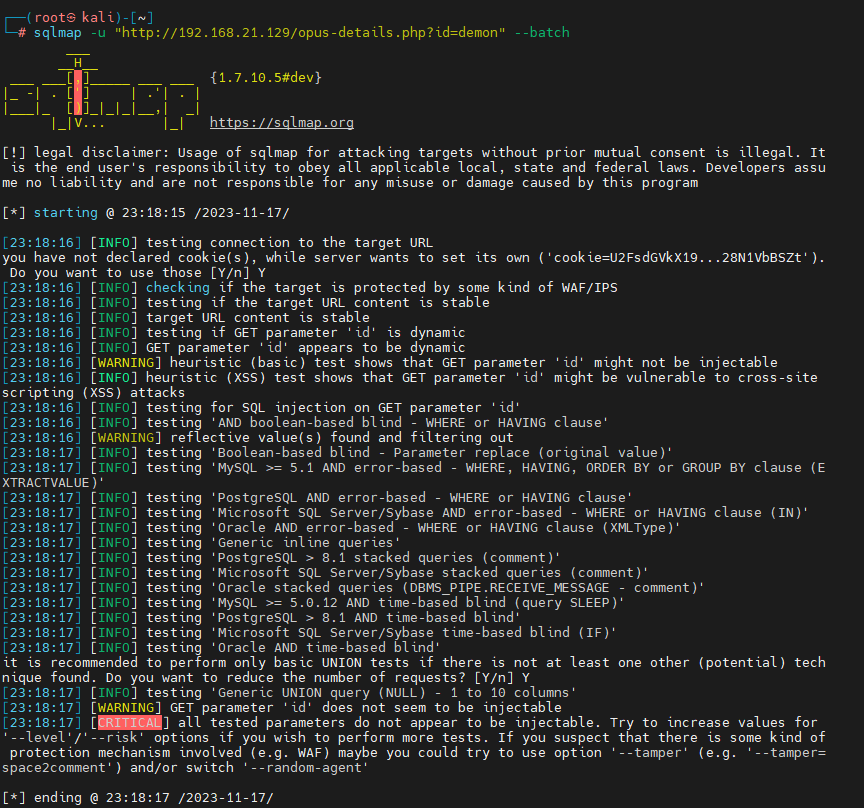 ┌──(root㉿kali)-[~]
└─# sqlmap -u "http://192.168.21.129/opus-details.php?id=demon" --batch
        ___
       __H__
 ___ ___[,]_____ ___ ___  {1.7.10.5#dev}
|_ -| . [']     | .'| . |
|___|_  [)]_|_|_|__,|  _|
      |_|V...       |_|   https://sqlmap.org
[!] legal disclaimer: Usage of sqlmap for attacking targets without prior mutual consent is illegal. It
 is the end user's responsibility to obey all applicable local, state and federal laws. Developers assu
me no liability and are not responsible for any misuse or damage caused by this program
[*] starting @ 23:18:15 /2023-11-17/
[23:18:16] [INFO] testing connection to the target URL
you have not declared cookie(s), while server wants to set its own ('cookie=U2FsdGVkX19...28N1VbBSZt').
 Do you want to use those [Y/n] Y
[23:18:16] [INFO] checking if the target is protected by some kind of WAF/IPS
[23:18:16] [INFO] testing if the target URL content is stable
[23:18:16] [INFO] target URL content is stable
[23:18:16] [INFO] testing if GET parameter 'id' is dynamic
[23:18:16] [INFO] GET parameter 'id' appears to be dynamic
[23:18:16] [WARNING] heuristic (basic) test shows that GET parameter 'id' might not be injectable
[23:18:16] [INFO] heuristic (XSS) test shows that GET parameter 'id' might be vulnerable to cross-site
scripting (XSS) attacks
[23:18:16] [INFO] testing for SQL injection on GET parameter 'id'
[23:18:16] [INFO] testing 'AND boolean-based blind - WHERE or HAVING clause'
[23:18:16] [WARNING] reflective value(s) found and filtering out
[23:18:17] [INFO] testing 'Boolean-based blind - Parameter replace (original value)'
[23:18:17] [INFO] testing 'MySQL >= 5.1 AND error-based - WHERE, HAVING, ORDER BY or GROUP BY clause (E
XTRACTVALUE)'
[23:18:17] [INFO] testing 'PostgreSQL AND error-based - WHERE or HAVING clause'
[23:18:17] [INFO] testing 'Microsoft SQL Server/Sybase AND error-based - WHERE or HAVING clause (IN)'
[23:18:17] [INFO] testing 'Oracle AND error-based - WHERE or HAVING clause (XMLType)'
[23:18:17] [INFO] testing 'Generic inline queries'
[23:18:17] [INFO] testing 'PostgreSQL > 8.1 stacked queries (comment)'
[23:18:17] [INFO] testing 'Microsoft SQL Server/Sybase stacked queries (comment)'
[23:18:17] [INFO] testing 'Oracle stacked queries (DBMS_PIPE.RECEIVE_MESSAGE - comment)'
[23:18:17] [INFO] testing 'MySQL >= 5.0.12 AND time-based blind (query SLEEP)'
[23:18:17] [INFO] testing 'PostgreSQL > 8.1 AND time-based blind'
[23:18:17] [INFO] testing 'Microsoft SQL Server/Sybase time-based blind (IF)'
[23:18:17] [INFO] testing 'Oracle AND time-based blind'
it is recommended to perform only basic UNION tests if there is not at least one other (potential) tech
nique found. Do you want to reduce the number of requests? [Y/n] Y
[23:18:17] [INFO] testing 'Generic UNION query (NULL) - 1 to 10 columns'
[23:18:17] [WARNING] GET parameter 'id' does not seem to be injectable
[23:18:17] [CRITICAL] all tested parameters do not appear to be injectable. Try to increase values for
'--level'/'--risk' options if you wish to perform more tests. If you suspect that there is some kind of
 protection mechanism involved (e.g. WAF) maybe you could try to use option '--tamper' (e.g. '--tamper=
space2comment') and/or switch '--random-agent'
[*] ending @ 23:18:17 /2023-11-17/